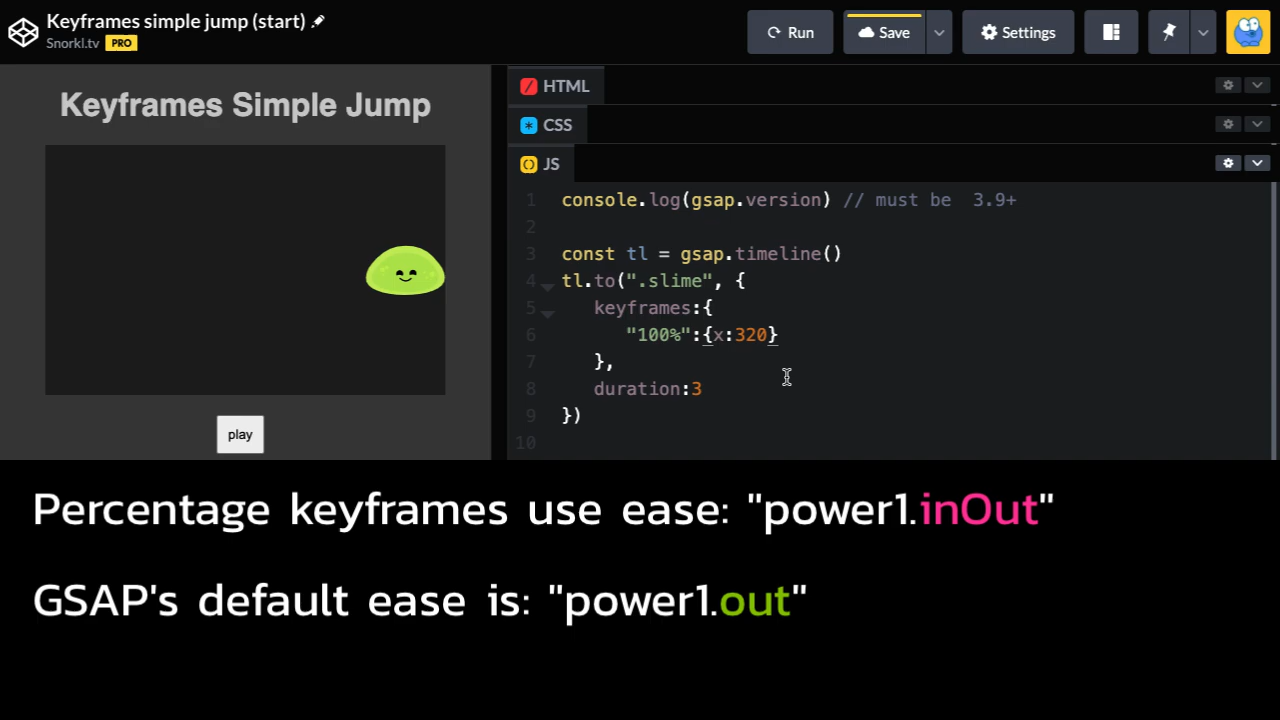 Keyframes simple jump (start)
Snorkl.tv PRO
Run
Save
Settings
Keyframes Simple Jump
play
HTML
CSS
JS
1 console.log(gsap.version) // must be  3.9+
2
3 const tl = gsap.timeline()
4 tl.to(".slime", {
5    keyframes:{
6       "100%":{x:320}
7    },
8    duration:3
9 })
10
Percentage keyframes use ease: "power1.inOut"
GSAP's default ease is: "power1.out"